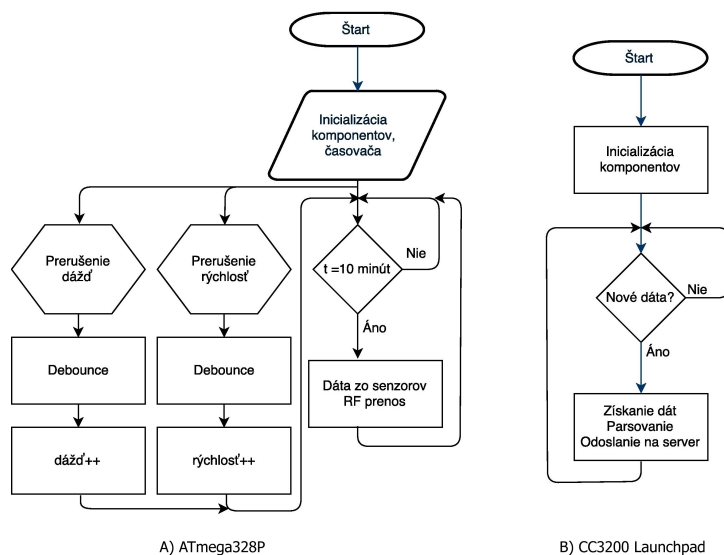 Štart
Inicializácia
komponentov,
časovača
Prerušenie
dážď
Prerušenie
rýchlosť
t =10 minút
Nie
Áno
Debounce
Debounce
Dáta zo senzorov
RF prenos
dážď++
rýchlosť++
A) ATmega328P
Štart
Inicializácia
komponentov
Nové dáta?
Nie
Áno
Získanie dát
Parsovanie
Odoslanie na server
B) CC3200 Launchpad